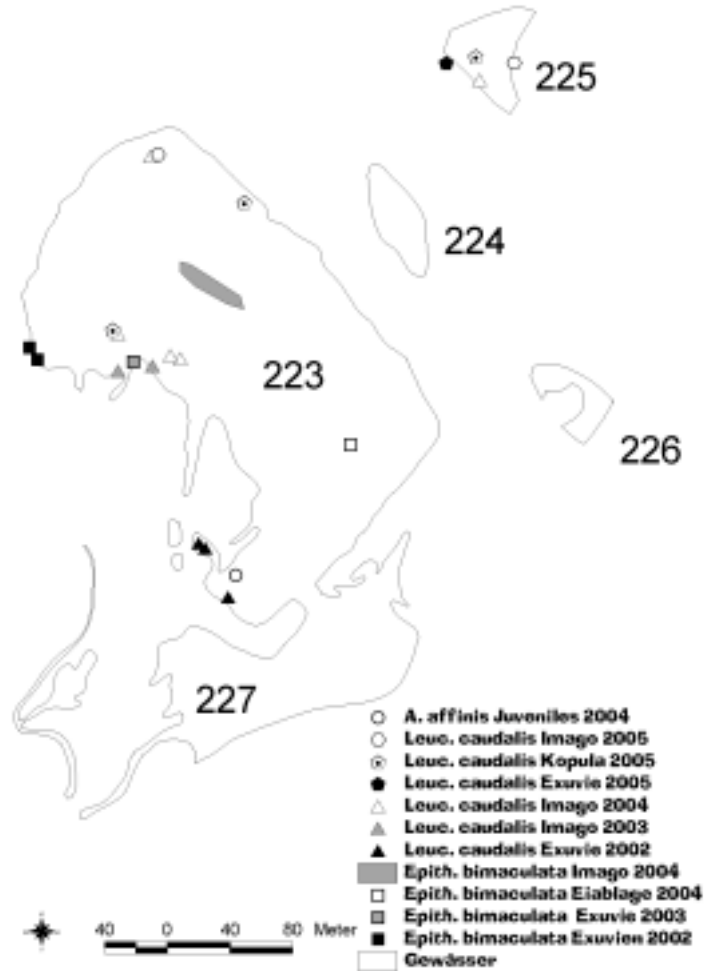 225
224
223
226
227
A. affinis Juveniles 2004
Leuc. caudalis Imago 2005
Leuc. caudalis Kopula 2005
Leuc. caudalis Exuvie 2005
Leuc. caudalis Imago 2004
Leuc. caudalis Imago 2003
Leuc. caudalis Exuvie 2002
Epith. bimaculata Imago 2004
Epith. bimaculata Eiablage 2004
Epith. bimaculata Exuvie 2003
Epith. bimaculata Exuvien 2002
Gewässer
40 0 40 80 Meter